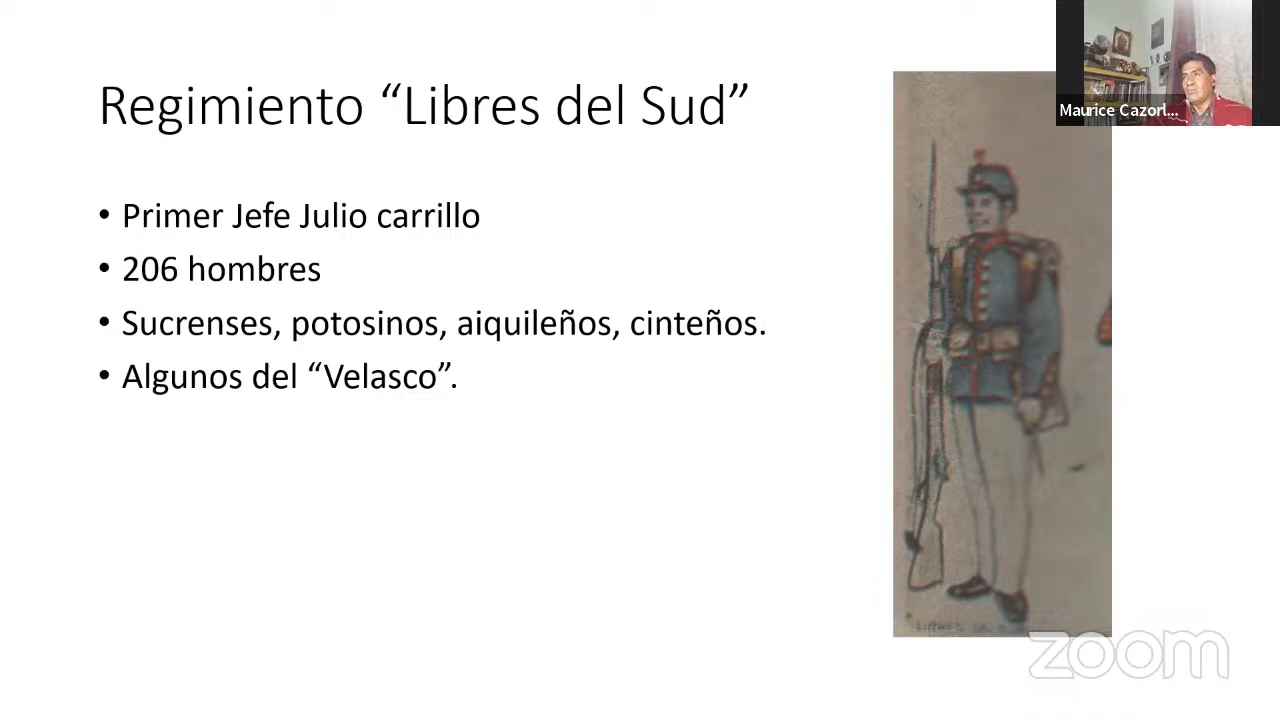 Regimiento “Libres del Sud”
• Primer Jefe Julio carrillo
• 206 hombres
• Sucrenses, potosinos, aiquileños, cinteños.
• Algunos del “Velasco”.
Maurice Cazorl...
zoom